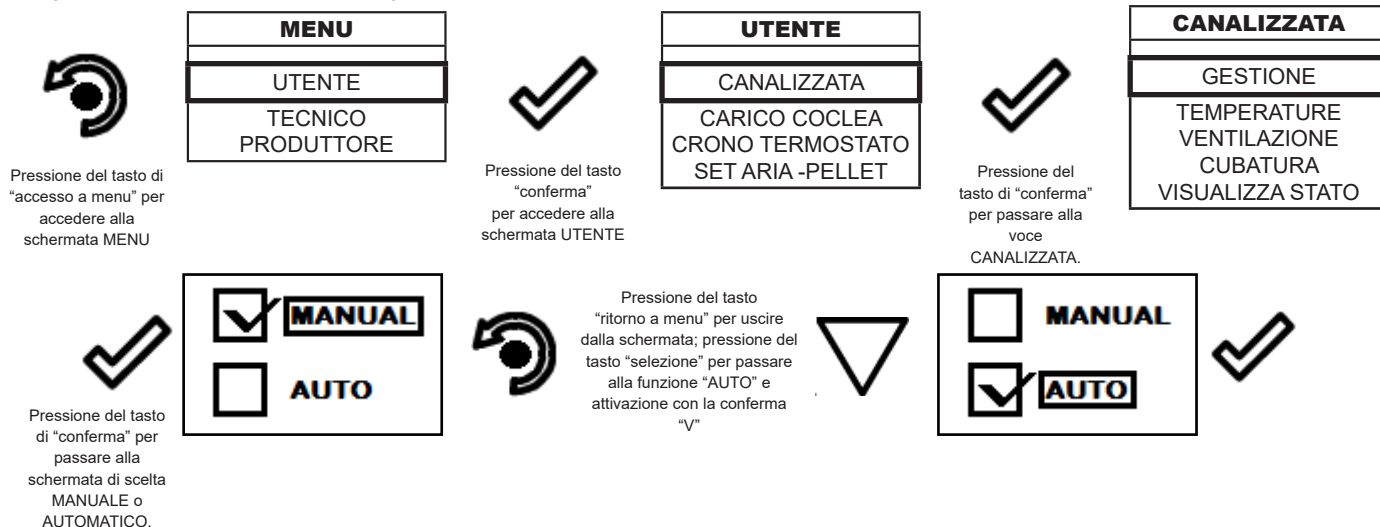 MENU
UTENTE
TECNICO
PRODUTTORE
Pressione del tasto di
“accesso a menu” per
accedere alla
schermata MENU
UTENTE
CANALIZZATA
CARICO COCLEA
CRONO TERMOSTATO
SET ARIA -PELLET
Pressione del tasto
“conferma”
per accedere alla
schermata UTENTE
CANALIZZATA
GESTIONE
TEMPERATURE
VENTILAZIONE
CUBATURA
VISUALIZZA STATO
Pressione del
tasto di “conferma”
per passare alla
voce
CANALIZZATA.
MANUAL
AUTO
Pressione del tasto
di “conferma” per
passare alla
schermata di scelta
MANUALE o
AUTOMATICO.
Pressione del tasto
“ritorno a menu” per uscire
dalla schermata; pressione del
tasto “selezione” per passare
alla funzione “AUTO” e
attivazione con la conferma
“V”
MANUAL
AUTO